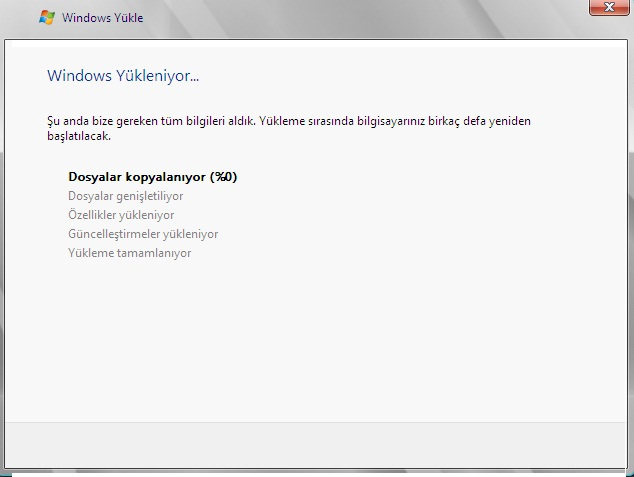 Windows Yükle
Windows Yükleniyor...
Şu anda bize gereken tüm bilgileri aldık. Yükleme sırasında bilgisayarınız birkaç defa yeniden
başlatılacak.
Dosyalar kopyalanıyor (%0)
Dosyalar genişletiliyor
Özellikler yükleniyor
Güncelleştirmeler yükleniyor
Yükleme tamamlanıyor